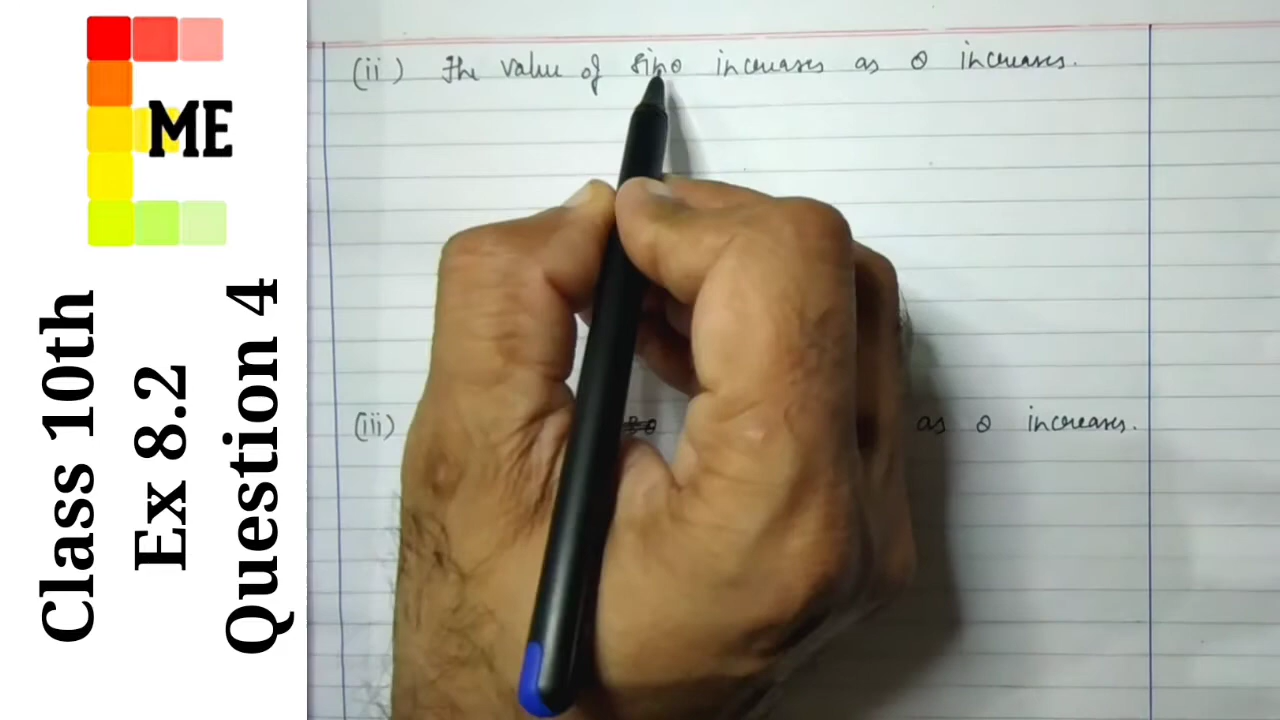 ME
Class 10th
Ex 8.2
Question 4
(ii) The value of sinθ increases as θ increases.
(iii) as θ increases.